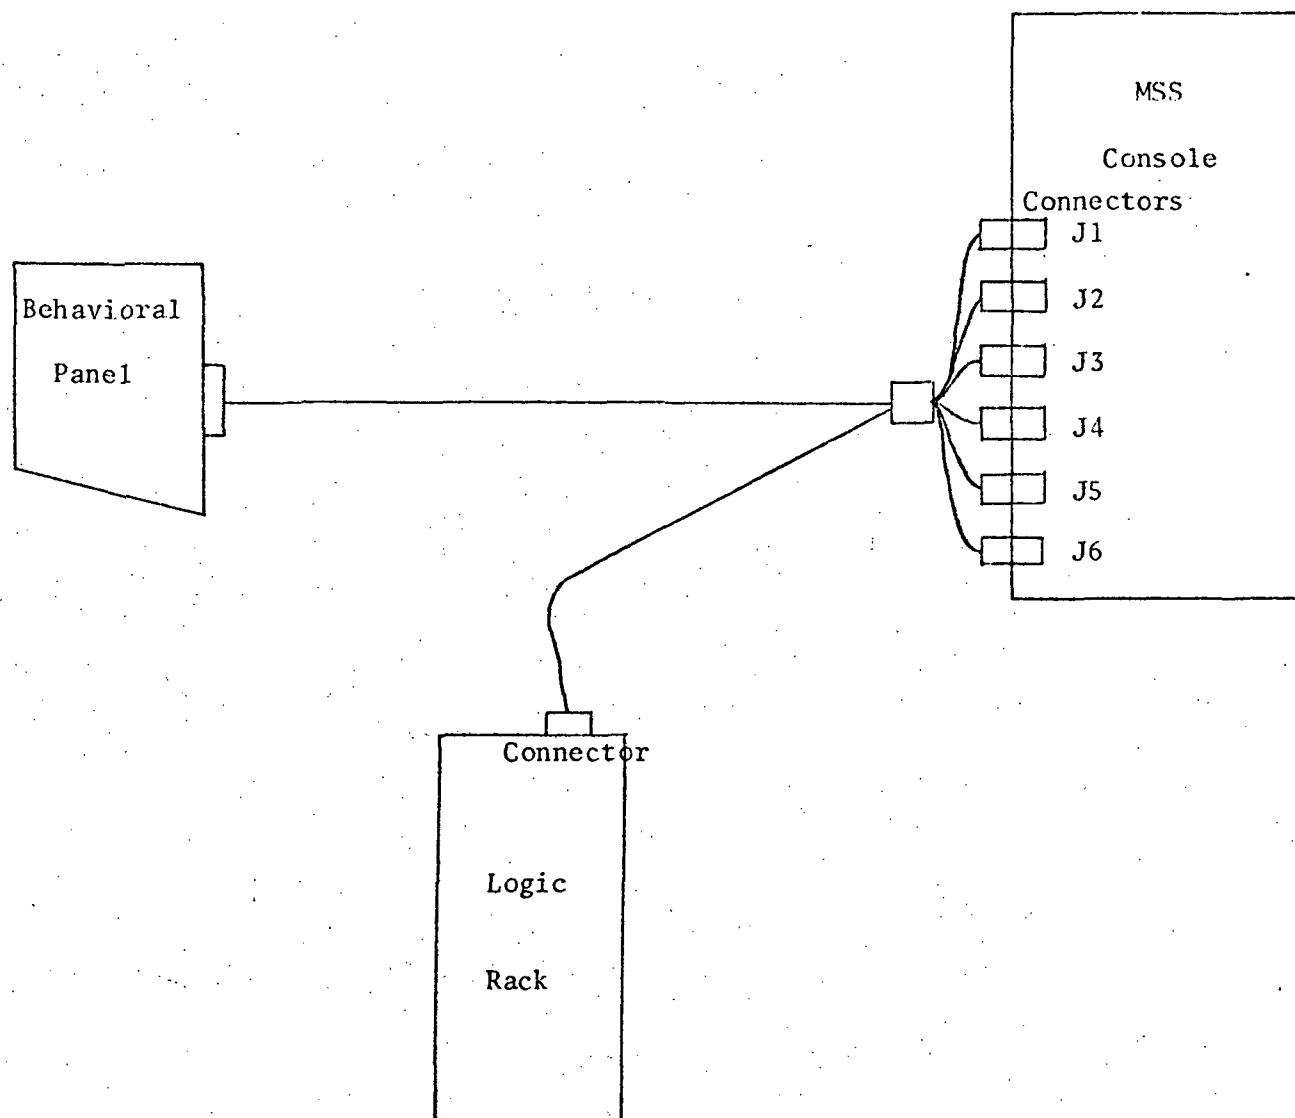 MSS
Console
Connectors
J1
J2
J3
J4
J5
J6
Behavioral
Panel
Connector
Logic
Rack